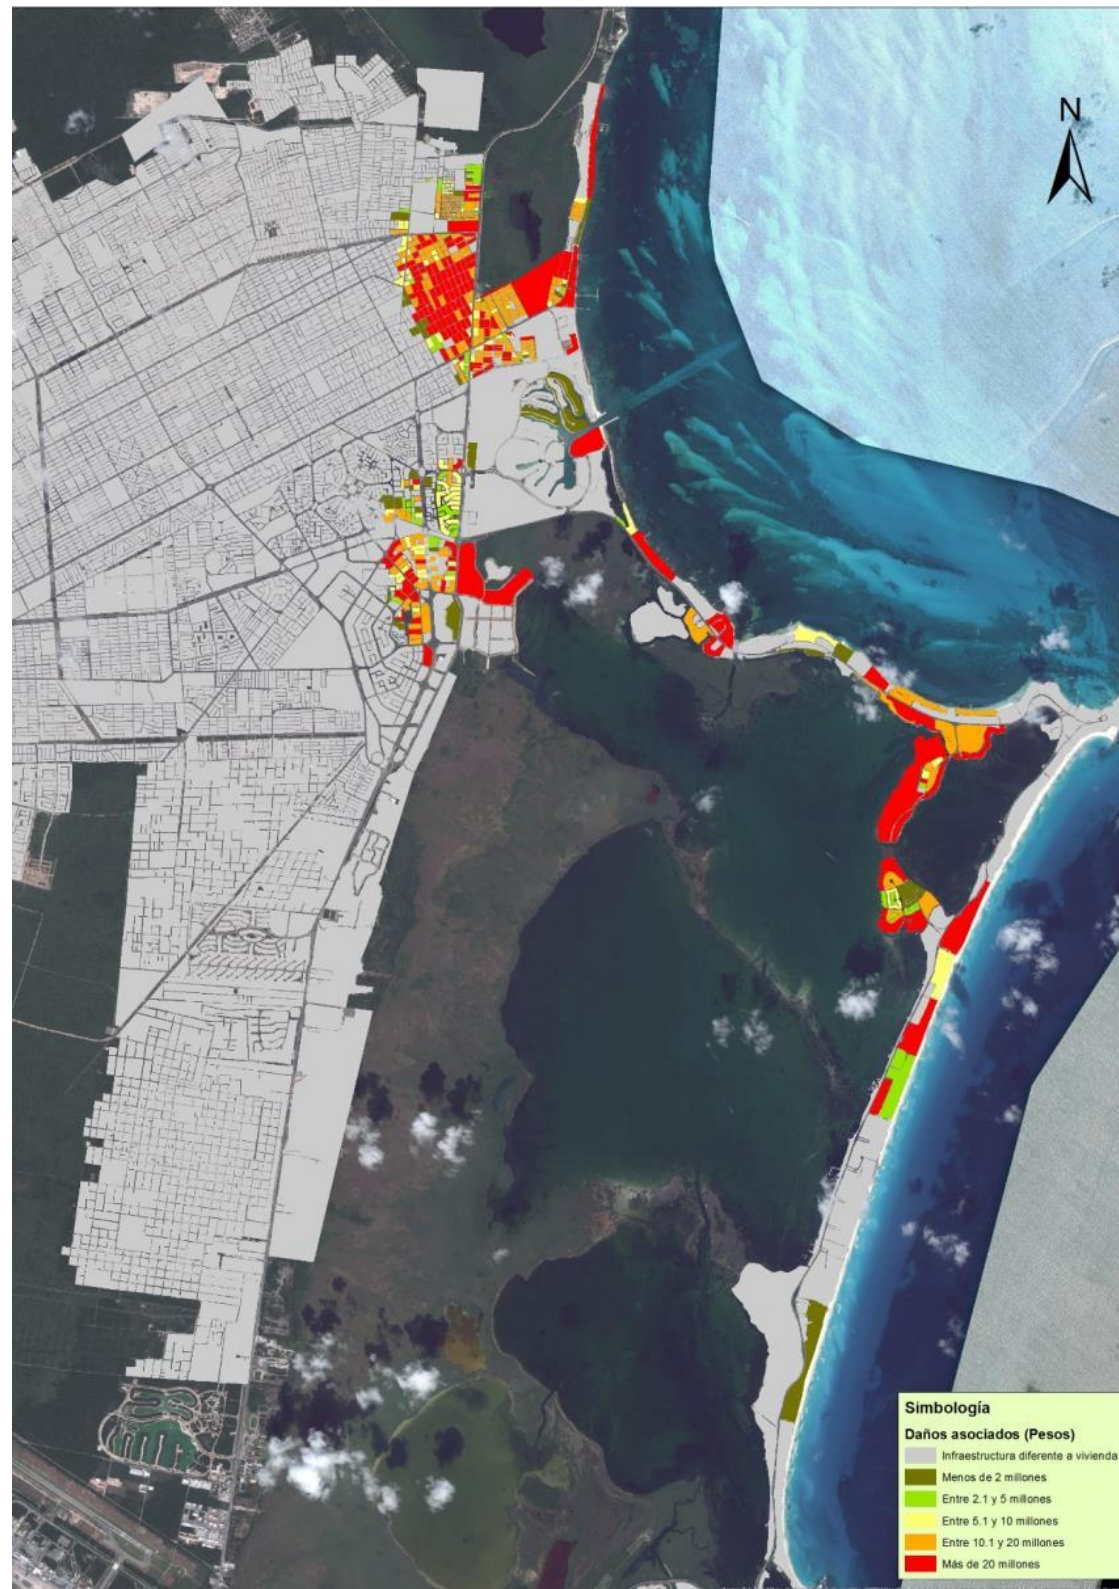 N
Simbología
Daños asociados (Pesos)
Infraestructura diferente a vivienda
Menos de 2 millones
Entre 2.1 y 5 millones
Entre 5.1 y 10 millones
Entre 10.1 y 20 millones
Más de 20 millones